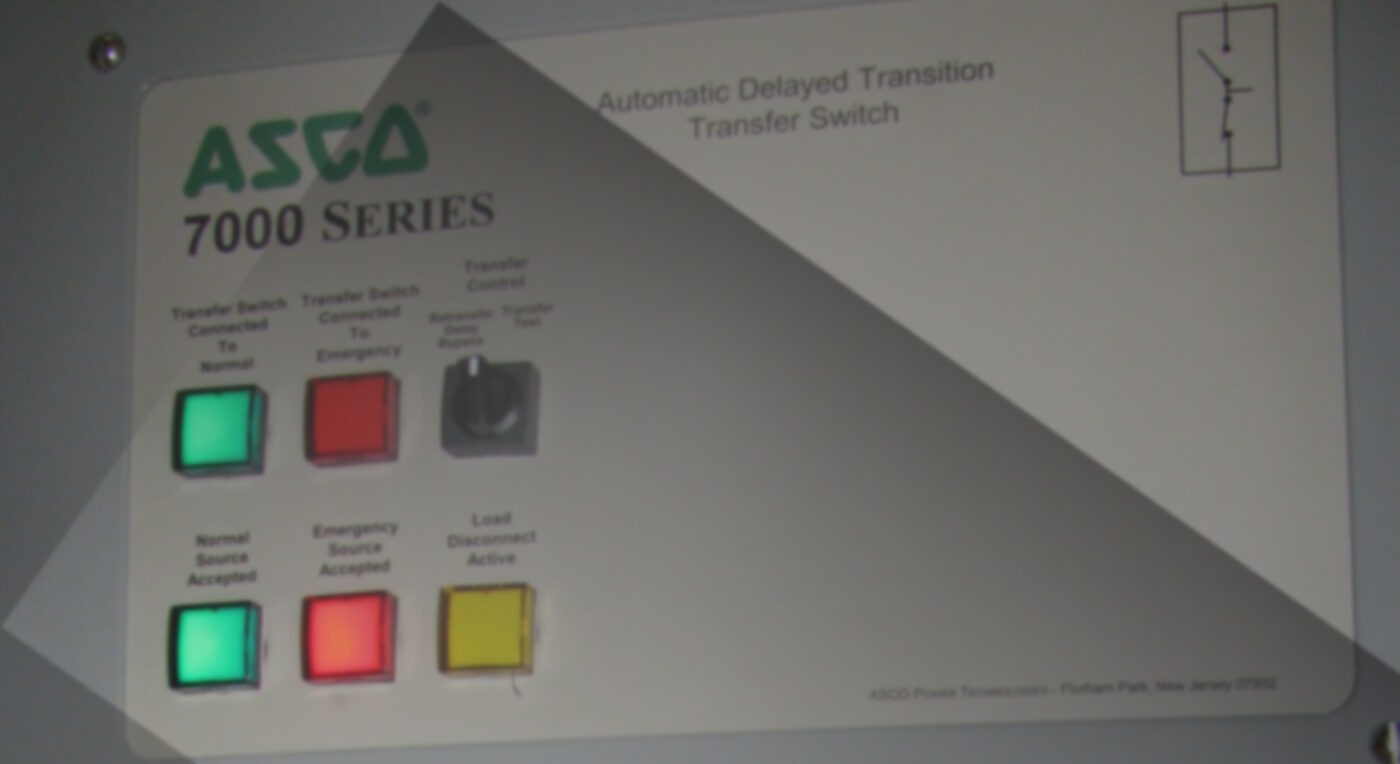 ASCO®
7000 SERIES
Automatic Delayed Transition
Transfer Switch
Transfer Switch
Connected
To
Normal
Transfer Switch
Connected
To
Emergency
Transfer
Control
Retransfer
Delay
Bypass
Transfer
Test
Normal
Source
Accepted
Emergency
Source
Accepted
Load
Disconnect
Active
ASCO POWER TECHNOLOGIES - Florham Park, New Jersey 07932